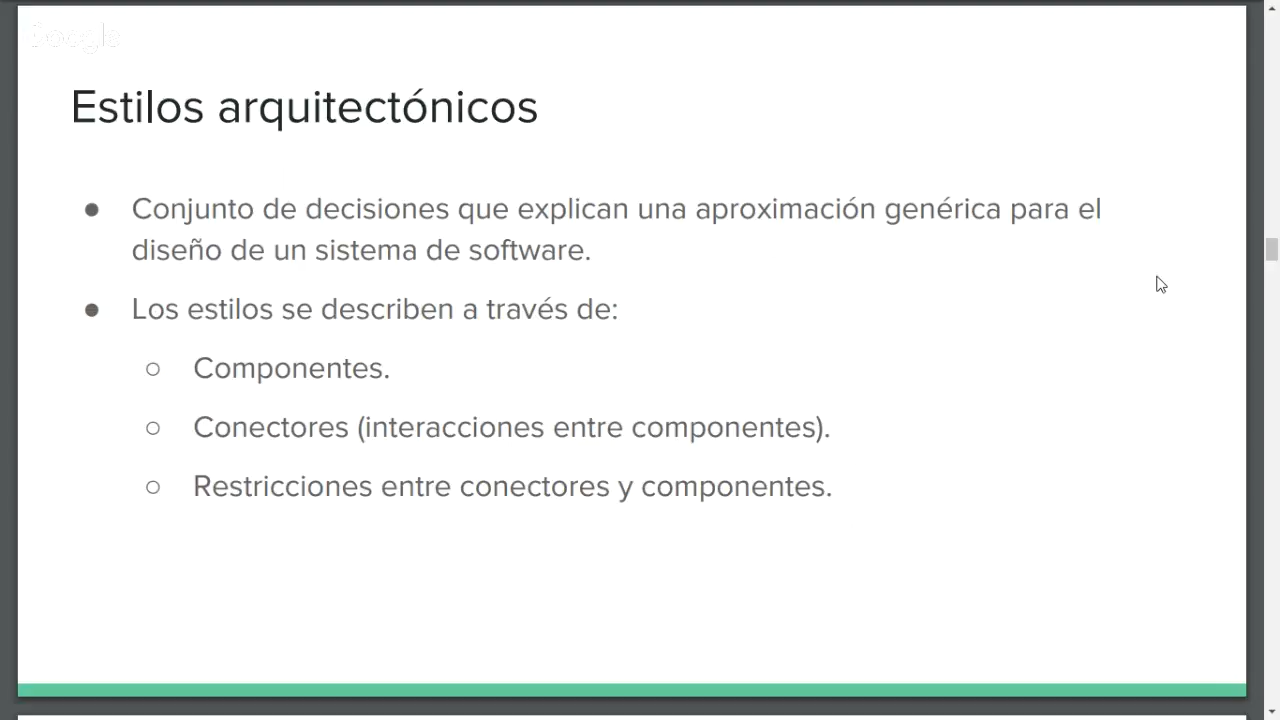 Google
Estilos arquitectónicos
● Conjunto de decisiones que explican una aproximación genérica para el
diseño de un sistema de software.
● Los estilos se describen a través de:
○ Componentes.
○ Conectores (interacciones entre componentes).
○ Restricciones entre conectores y componentes.